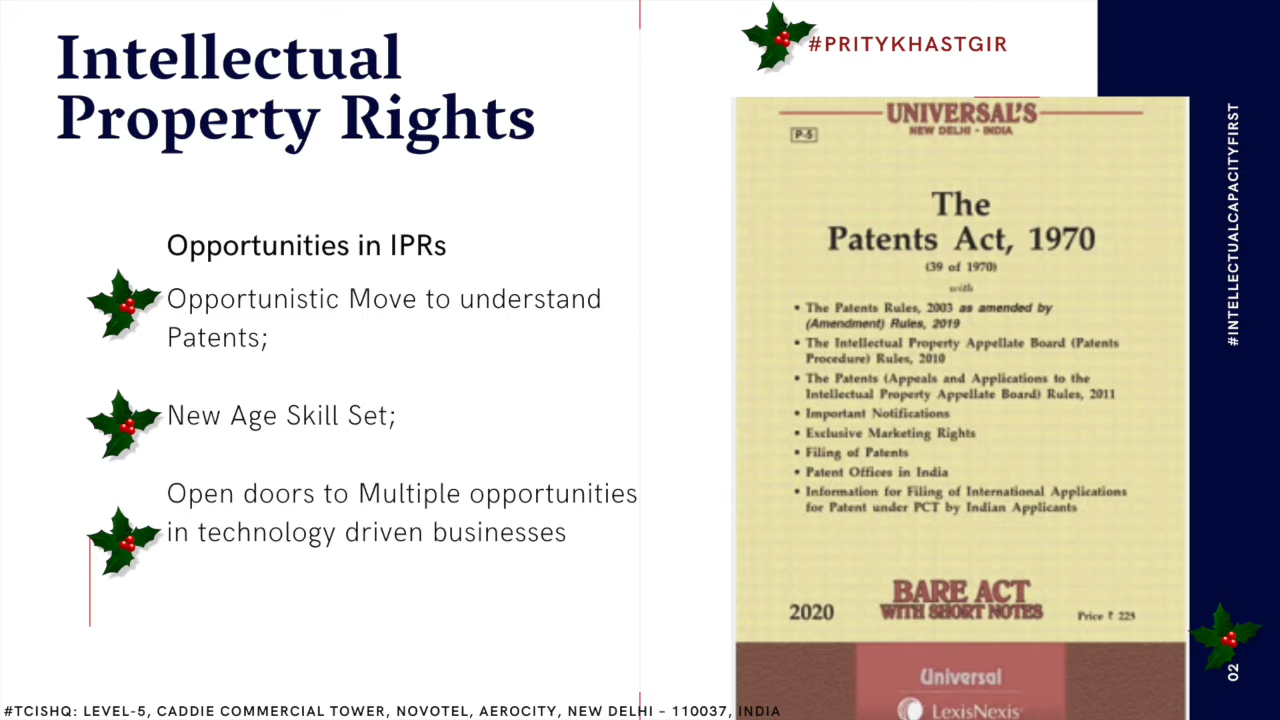 Intellectual
Property Rights
Opportunities in IPRs
Opportunistic Move to understand
Patents;
New Age Skill Set;
Open doors to Multiple opportunities
in technology driven businesses
#TCISHQ: LEVEL-5, CADDIE COMMERCIAL TOWER, NOVOTEL, AEROCITY, NEW DELHI – 110037, INDIA
#PRITYKHASTGIR
UNIVERSAL'S
NEW DELHI - INDIA
P-5
The
Patents Act, 1970
(39 of 1970)
with
• The Patents Rules, 2003 as amended by
(Amendment) Rules, 2019
• The Intellectual Property Appellate Board (Patents
Procedure) Rules, 2010
• The Patents (Appeals and Applications to the
Intellectual Property Appellate Board) Rules, 2011
• Important Notifications
• Exclusive Marketing Rights
• Filing of Patents
• Patent Offices in India
• Information for Filing of International Applications
for Patent under PCT by Indian Applicants
BARE ACT
WITH SHORT NOTES
2020
Price ₹ 225
Universal
LexisNexis®
#INTELLECTUALCAPACITYFIRST
02